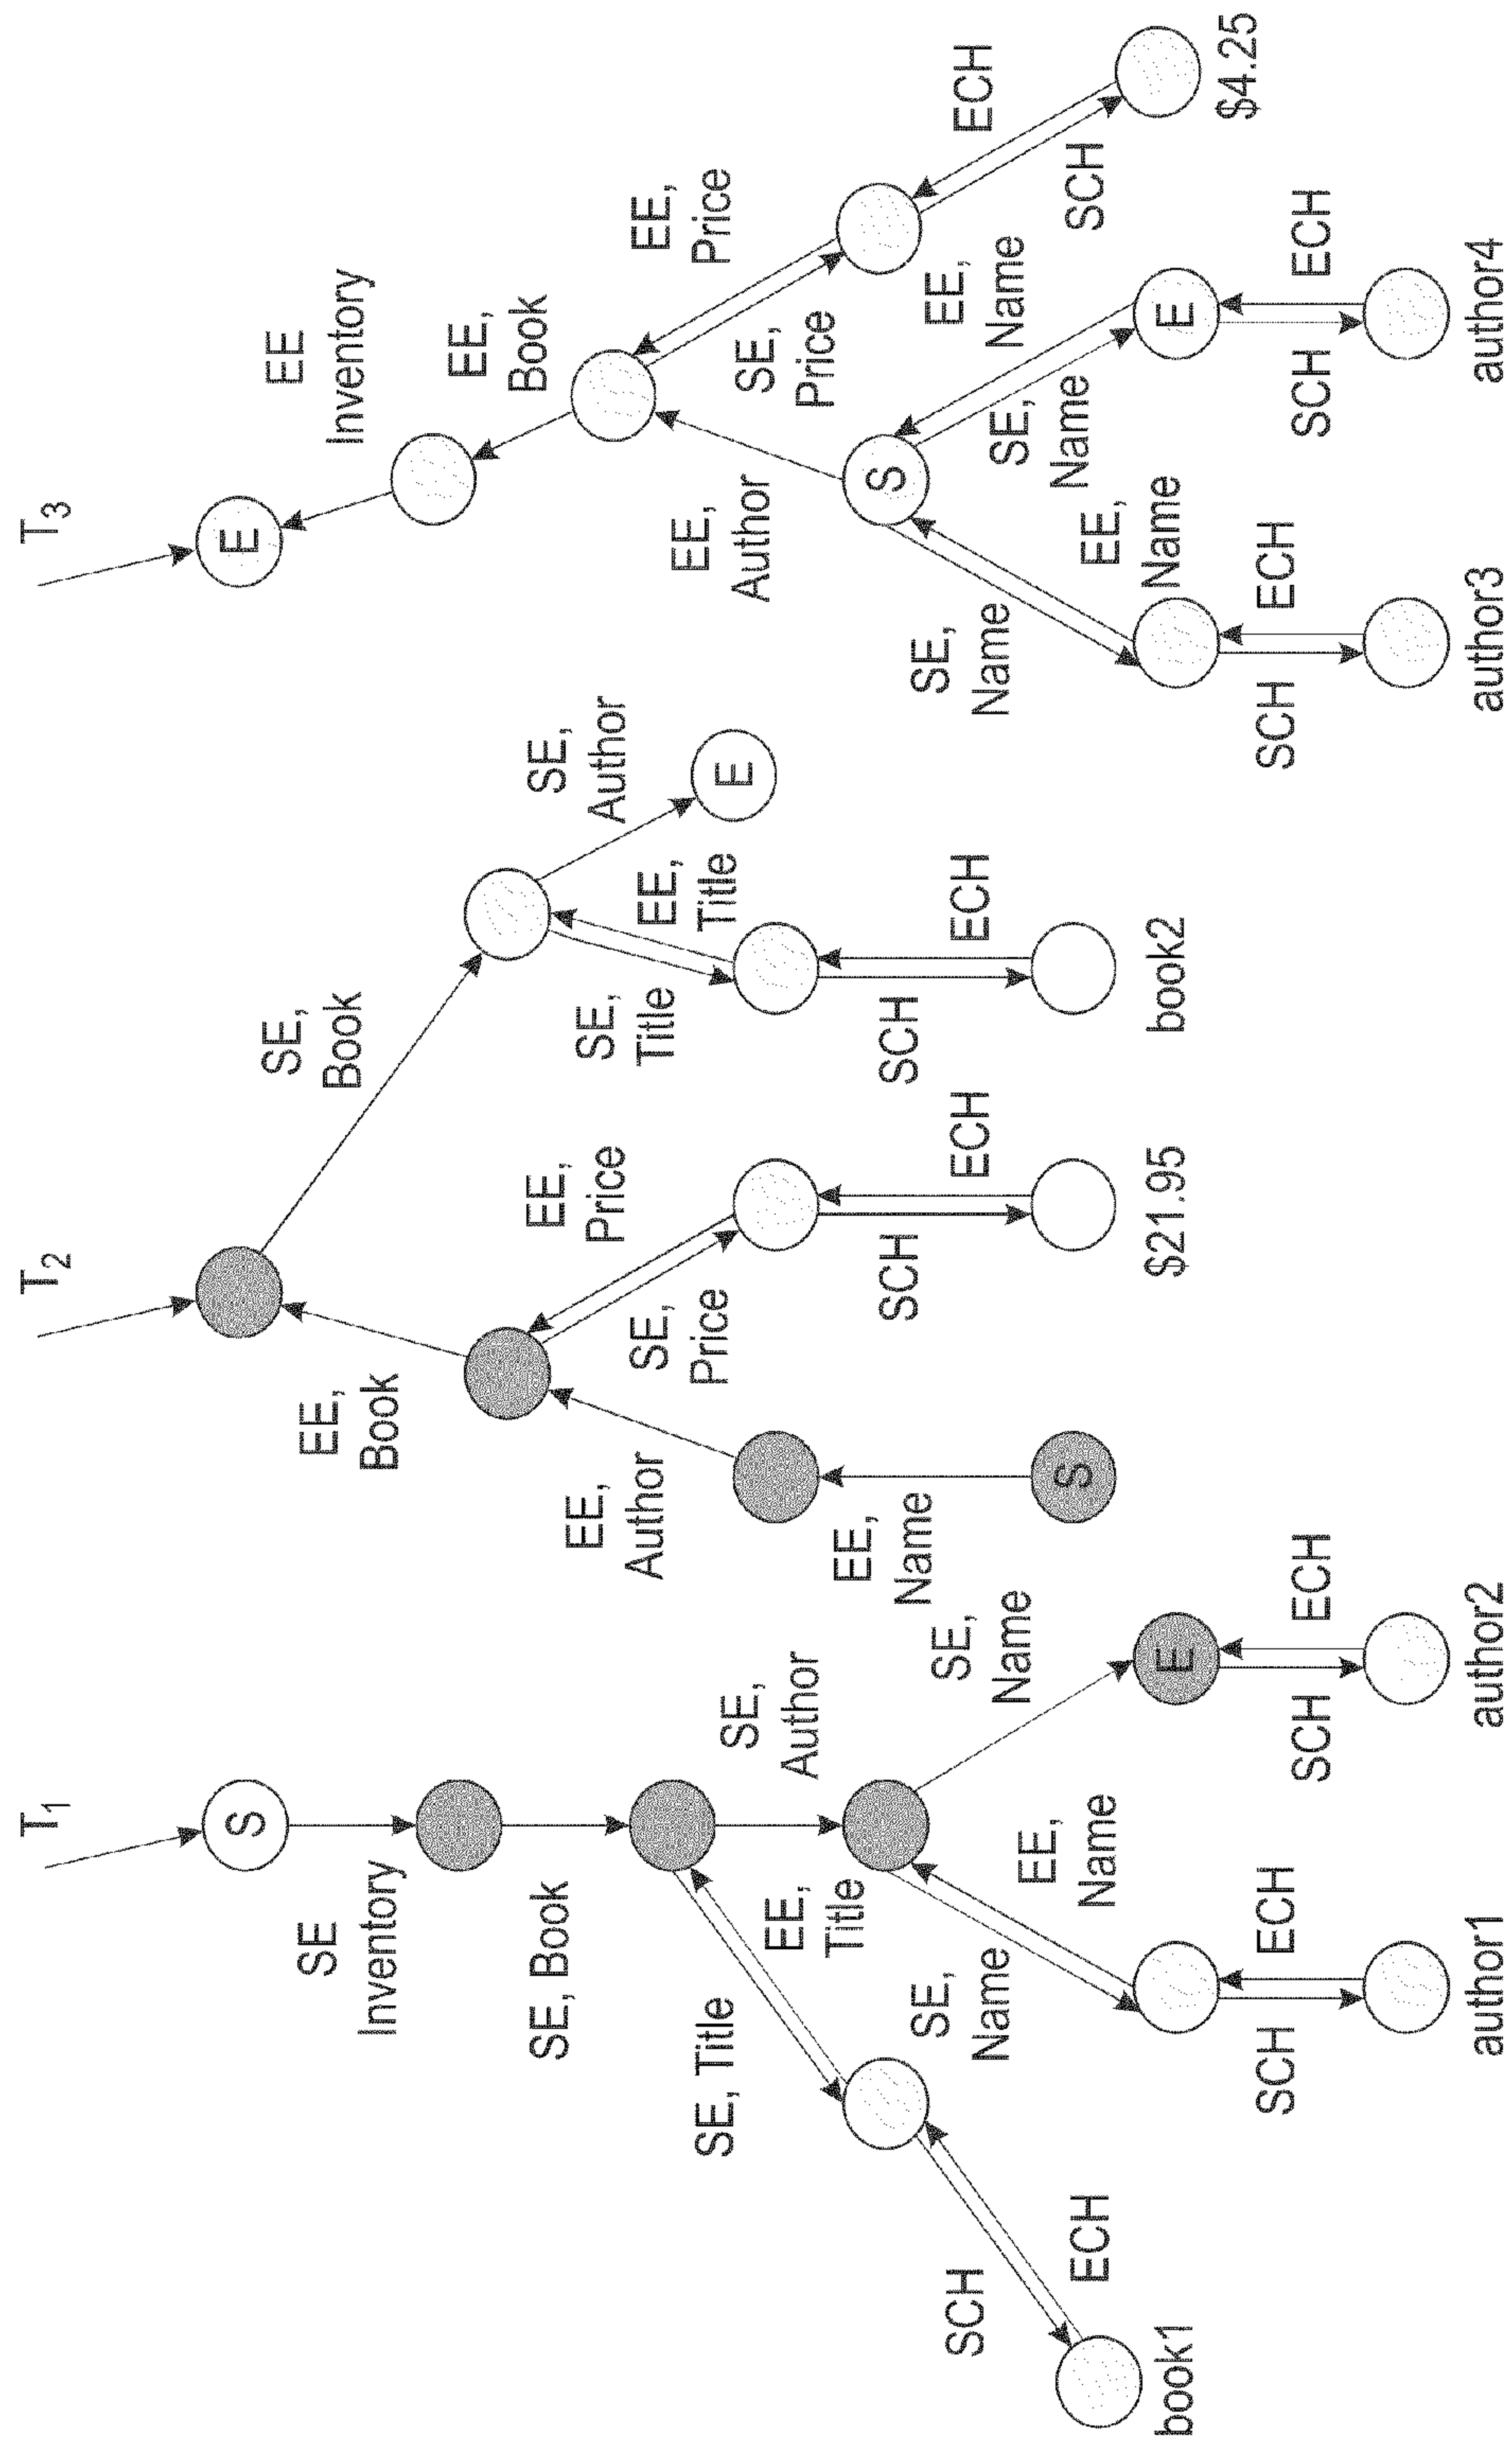 T1
S
SE
Inventory
SE, Book
SE, Title
EE,
Title
SE,
Author
SCH
ECH
book1
SE,
Name
EE,
Name
SE,
Name
E
SCH
ECH
author1
SCH
ECH
author2
T2
EE,
Book
SE,
Book
EE,
Author
SE,
Price
EE,
Price
EE,
Name
S
SCH
ECH
$21.95
SE,
Title
EE,
Title
SE,
Author
E
SCH
ECH
book2
T3
E
EE
Inventory
EE,
Book
EE,
Author
SE,
Price
EE,
Price
S
SCH
ECH
$4.25
SE,
Name
EE,
Name
SE,
Name
EE,
Name
E
SCH
ECH
author3
SCH
ECH
author4